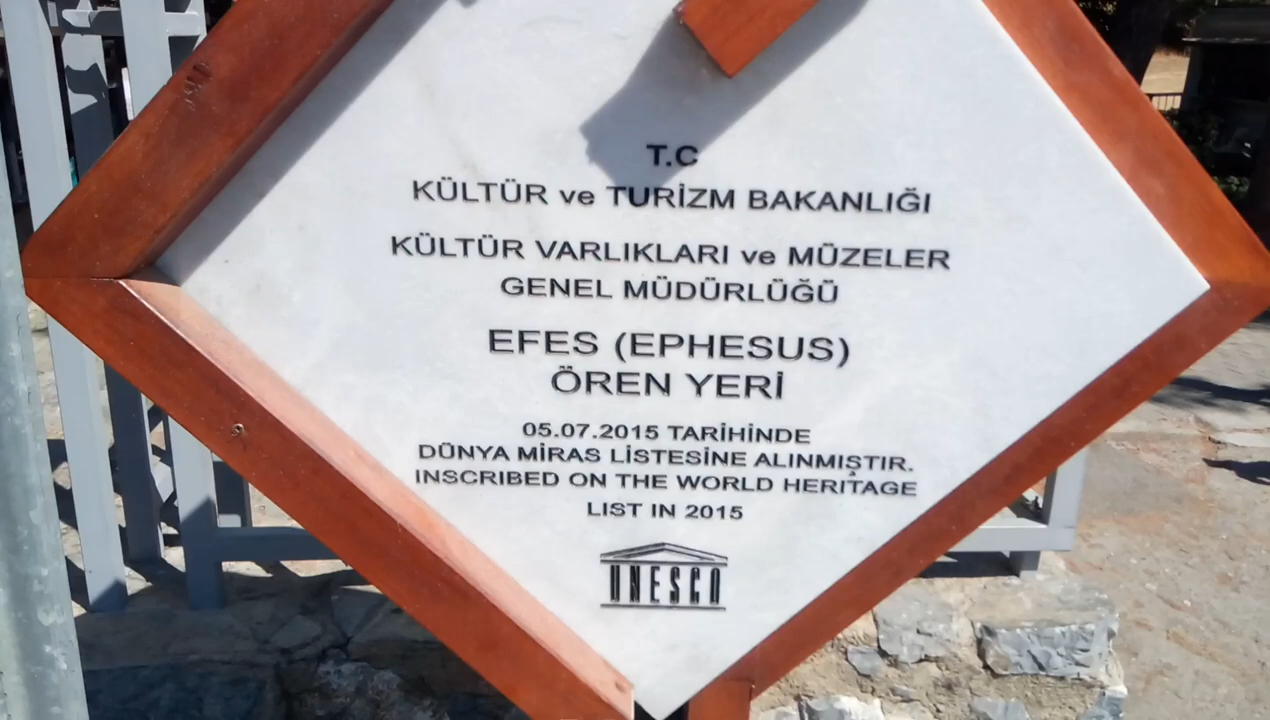 T.C
KÜLTÜR ve TURİZM BAKANLIĞI
KÜLTÜR VARLIKLARI ve MÜZELER
GENEL MÜDÜRLÜĞÜ
EFES (EPHESUS)
ÖREN YERİ
05.07.2015 TARİHİNDE
DÜNYA MİRAS LİSTESİNE ALINMIŞTIR.
INSCRIBED ON THE WORLD HERITAGE
LIST IN 2015
UNESCO